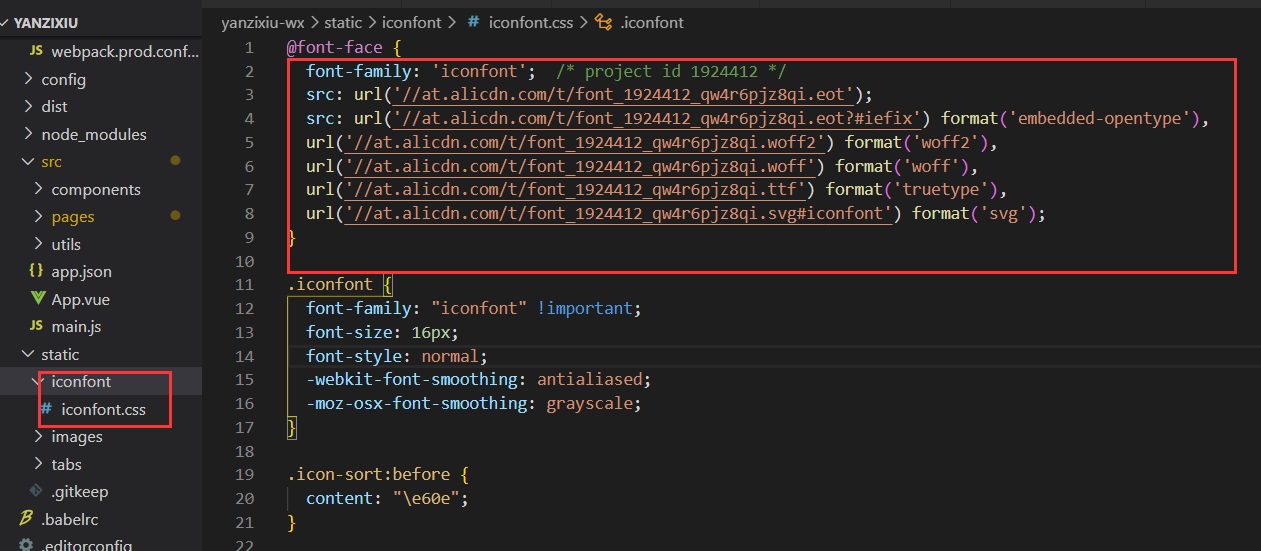 YANZIXIU
JS webpack.prod.conf...
config
dist
node_modules
src
components
pages
utils
{} app.json
App.vue
JS main.js
static
iconfont
# iconfont.css
images
tabs
.gitkeep
.babelrc
.editorconfig
yanzixiu-wx > static > iconfont > # iconfont.css > .iconfont
1 @font-face {
2 font-family: 'iconfont'; /* project id 1924412 */
3 src: url('//at.alicdn.com/t/font_1924412_qw4r6pjz8qi.eot');
4 src: url('//at.alicdn.com/t/font_1924412_qw4r6pjz8qi.eot?#iefix') format('embedded-opentype'),
5 url('//at.alicdn.com/t/font_1924412_qw4r6pjz8qi.woff2') format('woff2'),
6 url('//at.alicdn.com/t/font_1924412_qw4r6pjz8qi.woff') format('woff'),
7 url('//at.alicdn.com/t/font_1924412_qw4r6pjz8qi.ttf') format('truetype'),
8 url('//at.alicdn.com/t/font_1924412_qw4r6pjz8qi.svg#iconfont') format('svg');
9 }
10
11 .iconfont {
12 font-family: "iconfont" !important;
13 font-size: 16px;
14 font-style: normal;
15 -webkit-font-smoothing: antialiased;
16 -moz-osx-font-smoothing: grayscale;
17 }
18
19 .icon-sort:before {
20 content: "\e60e";
21 }
22